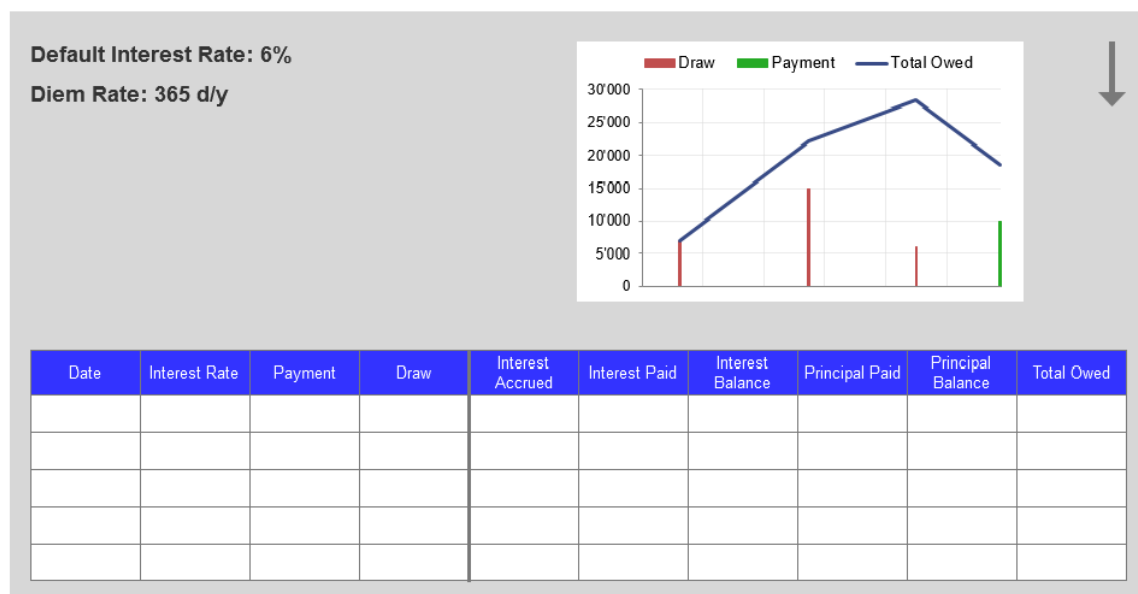 Default Interest Rate: 6%
Diem Rate: 365 d/y
Draw Payment Total Owed
30'000
25'000
20'000
15'000
10'000
5'000
0
Date Interest Rate Payment Draw Interest Accrued Interest Paid Interest Balance Principal Paid Principal Balance Total Owed